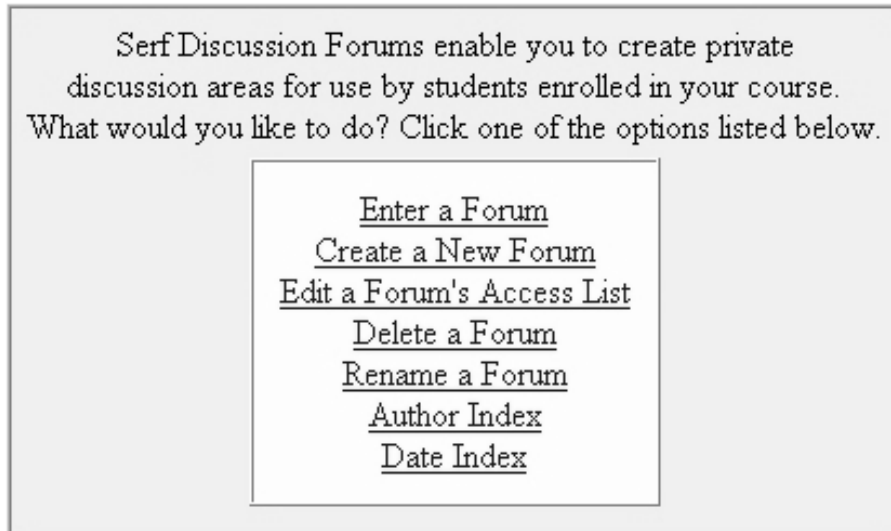 Serf Discussion Forums enable you to create private
discussion areas for use by students enrolled in your course.
What would you like to do? Click one of the options listed below.
Enter a Forum
Create a New Forum
Edit a Forum's Access List
Delete a Forum
Rename a Forum
Author Index
Date Index